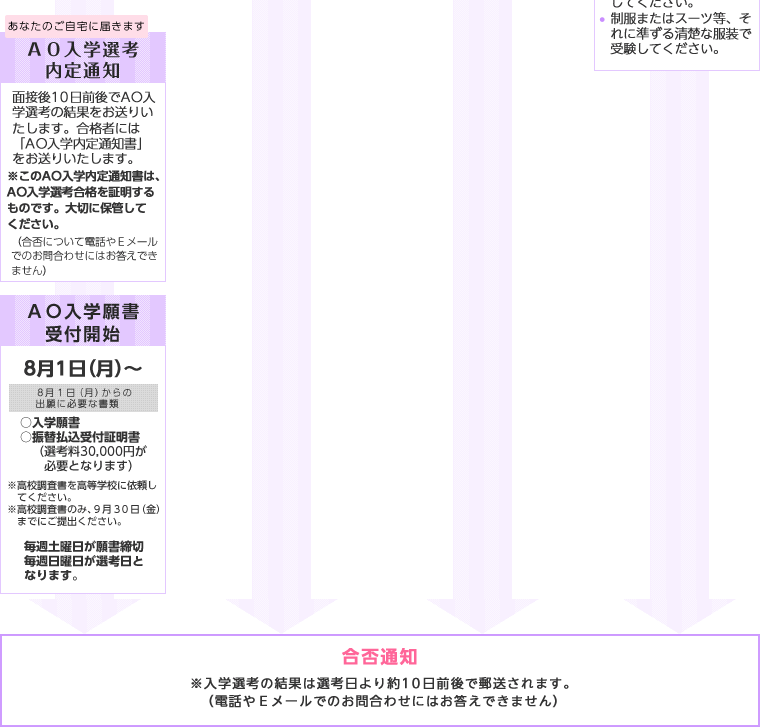 あなたのご自宅に届きます
ＡＯ入学選考
内定通知
面接後10日前後でAO入
学選考の結果をお送りい
たします。合格者には
「AO入学内定通知書」
をお送りいたします。
※このAO入学内定通知書は、
AO入学選考合格を証明する
ものです。大切に保管して
ください。
（合否について電話やＥメール
でのお問合わせにはお答えでき
ません）
ＡＯ入学願書
受付開始
8月1日（月）～
８月１日（月）からの
出願に必要な書類
○入学願書
○振替払込受付証明書
（選考料30,000円が
必要となります）
※高校調査書を高等学校に依頼し
てください。
※高校調査書のみ、９月３０日（金）
までにご提出ください。
毎週土曜日が願書締切
毎週日曜日が選考日と
なります。
してください。
● 制服またはスーツ等、そ
れに準ずる清楚な服装で
受験してください。
合否通知
※入学選考の結果は選考日より約10日前後で郵送されます。
（電話やＥメールでのお問合わせにはお答えできません）